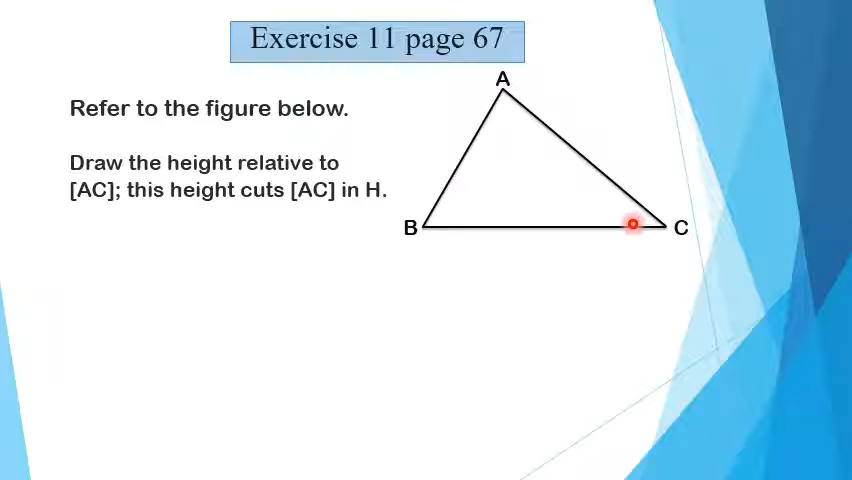 Exercise 11 page 67
A
Refer to the figure below.
Draw the height relative to
[AC]; this height cuts [AC] in H.
B
C